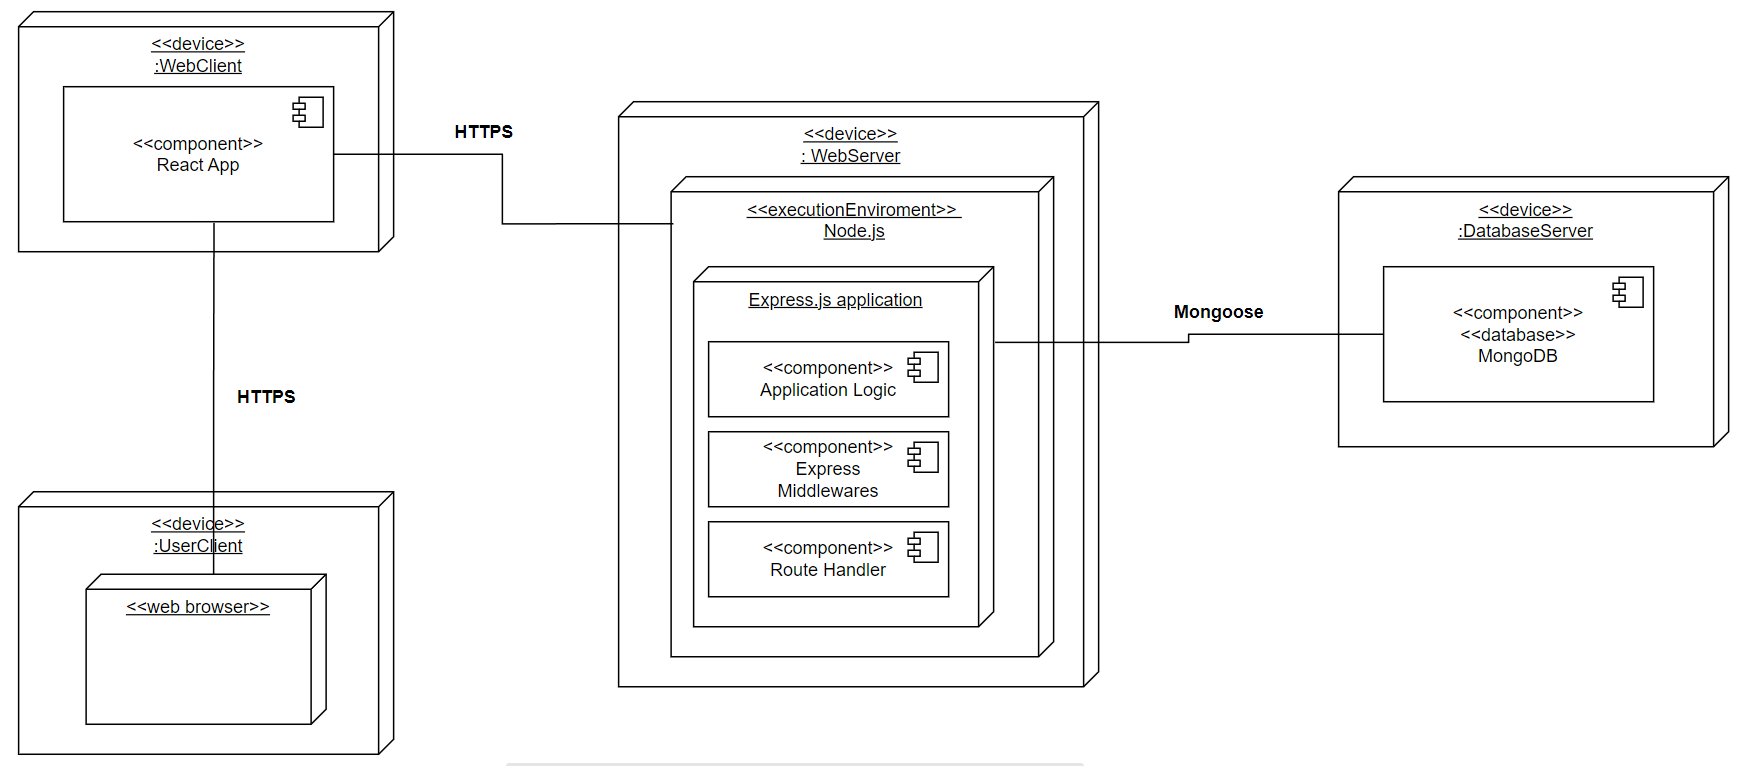 <<device>>
:WebClient
<<component>>
React App
HTTPS
HTTPS
<<device>>
:UserClient
<<web browser>>
<<device>>
: WebServer
<<executionEnviroment>>
Node.js
Express.js application
<<component>>
Application Logic
<<component>>
Express
Middlewares
<<component>>
Route Handler
Mongoose
<<device>>
:DatabaseServer
<<component>>
<<database>>
MongoDB